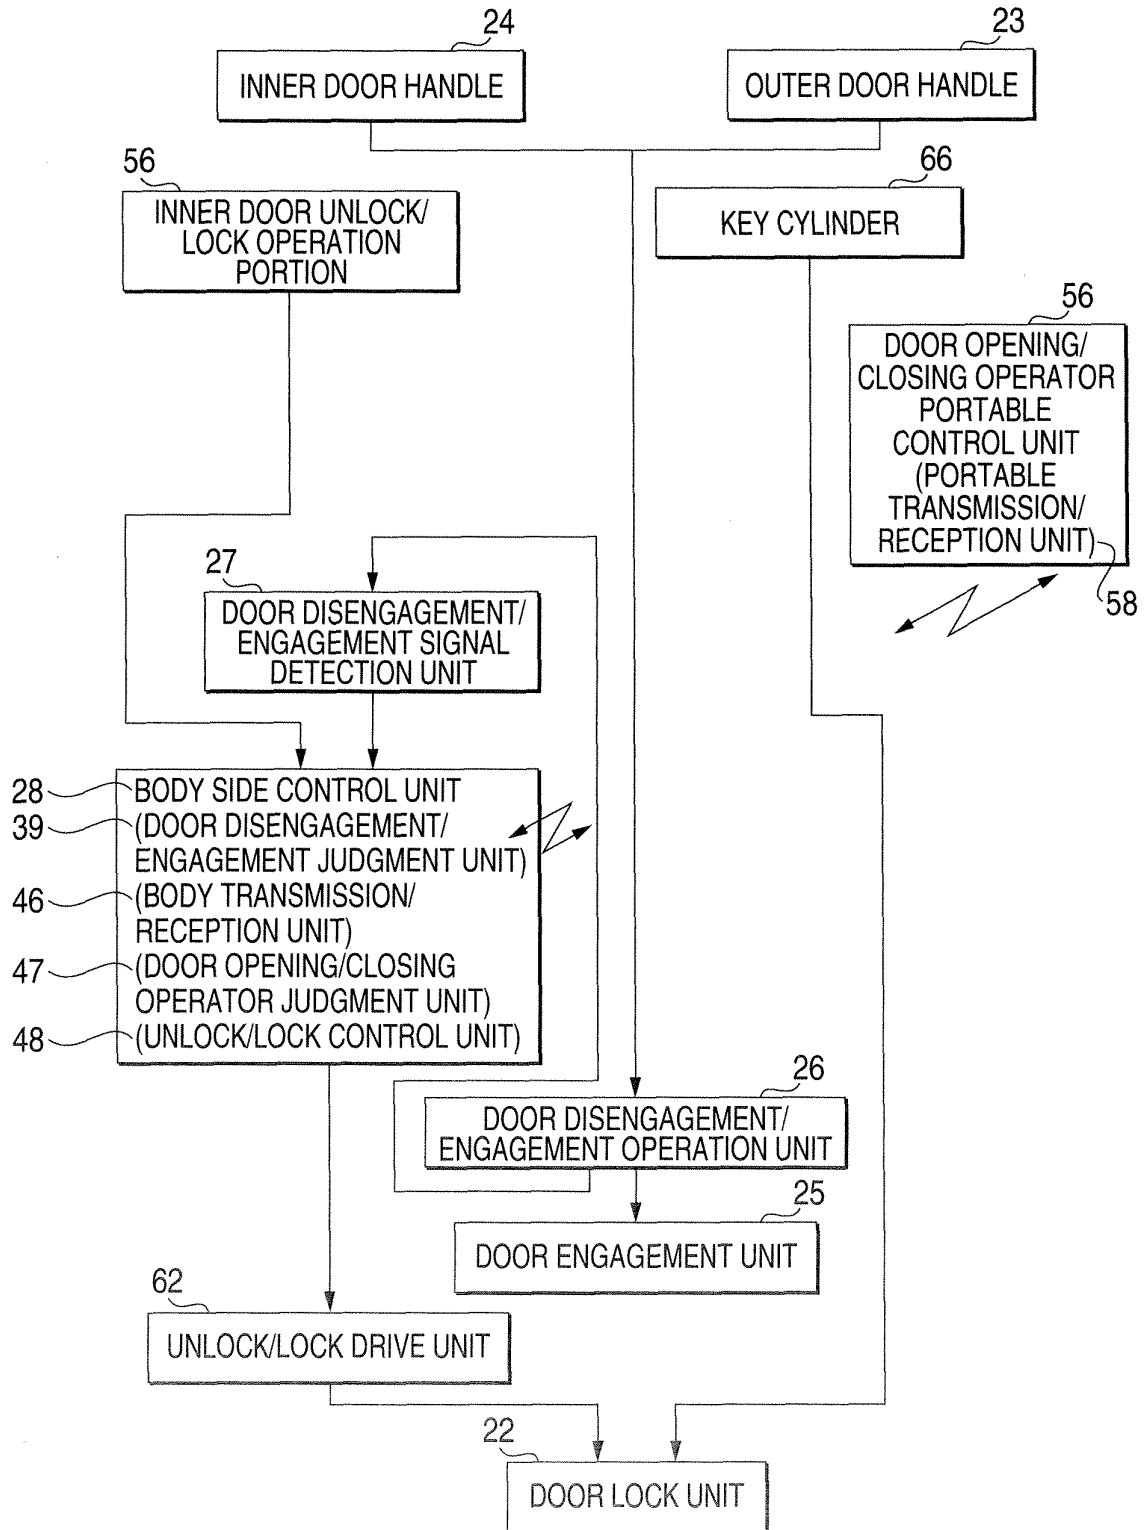 24
INNER DOOR HANDLE
23
OUTER DOOR HANDLE
56
INNER DOOR UNLOCK/
LOCK OPERATION
PORTION
66
KEY CYLINDER
56
DOOR OPENING/
CLOSING OPERATOR
PORTABLE
CONTROL UNIT
(PORTABLE
TRANSMISSION/
RECEPTION UNIT)
58
27
DOOR DISENGAGEMENT/
ENGAGEMENT SIGNAL
DETECTION UNIT
28 BODY SIDE CONTROL UNIT
39 (DOOR DISENGAGEMENT/
ENGAGEMENT JUDGMENT UNIT)
46 (BODY TRANSMISSION/
RECEPTION UNIT)
47 (DOOR OPENING/CLOSING
OPERATOR JUDGMENT UNIT)
48 (UNLOCK/LOCK CONTROL UNIT)
26
DOOR DISENGAGEMENT/
ENGAGEMENT OPERATION UNIT
25
DOOR ENGAGEMENT UNIT
62
UNLOCK/LOCK DRIVE UNIT
22
DOOR LOCK UNIT